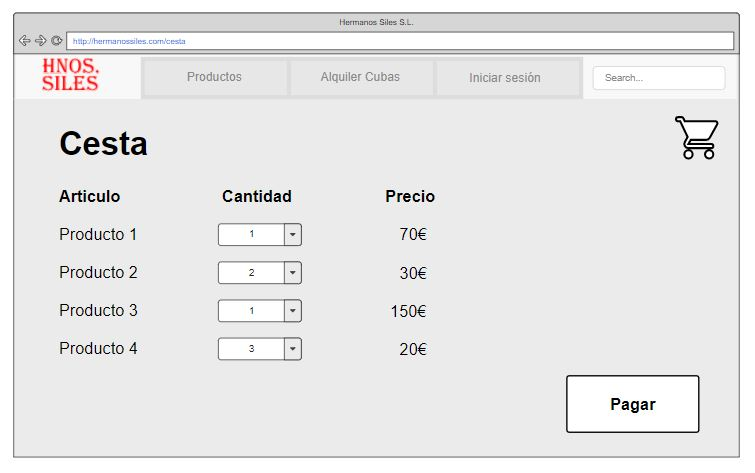 Hermanos Siles S.L.
http://hermanossiles.com/cesta
HNOS.
SILES
Productos Alquiler Cubas Iniciar sesión Search...
Cesta
Articulo Cantidad Precio
Producto 1 1 70€
Producto 2 2 30€
Producto 3 1 150€
Producto 4 3 20€
Pagar